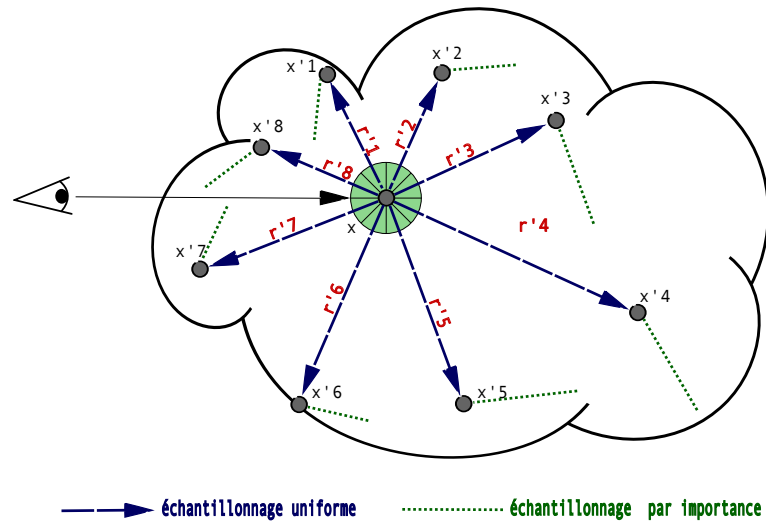 x'1
x'2
x'3
x'8
r'1
r'2
r'3
r'8
x
r'7
r'4
x'7
r'6
r'5
x'4
x'6
x'5
échantillonnage uniforme
échantillonnage par importance